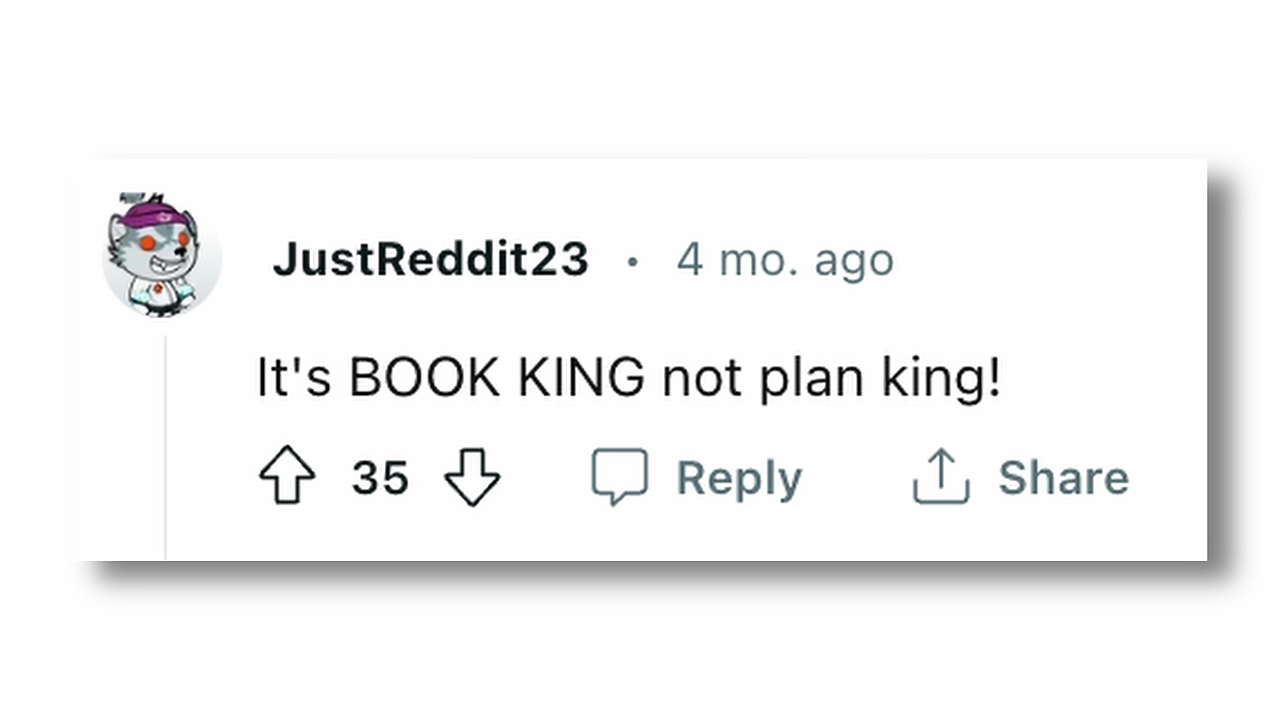 JustReddit23 • 4 mo. ago
It's BOOK KING not plan king!
35 Reply Share